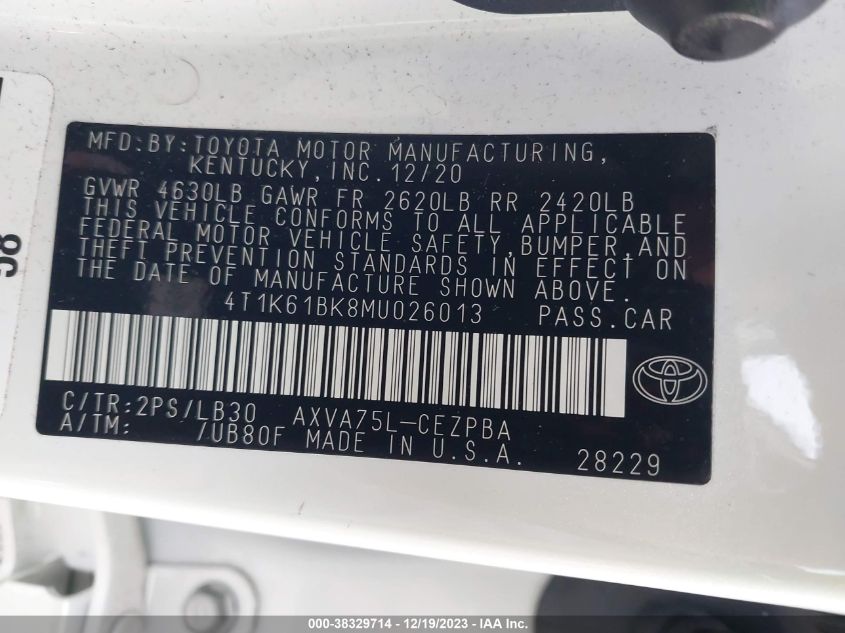 MFD:BY:TOYOTA MOTOR MANUFACTURING,
KENTUCKY,INC.12/20
GVWR 4630LB GAWR FR 2620LB RR 2420LB
THIS VEHICLE CONFORMS TO ALL APPLICABLE
FEDERAL MOTOR VEHICLE SAFETY,BUMPER,AND
THEFT PREVENTION STANDARDS IN EFFECT ON
THE DATE OF MANUFACTURE SHOWN ABOVE.
4T1K61BK8MU026013 PASS.CAR
C/TR:2PS/LB30 AXVA75L-CEZPBA
A/TM: /UB80F MADE IN U.S.A. 28229
000-38329714 - 12/19/2023 - IAA Inc.